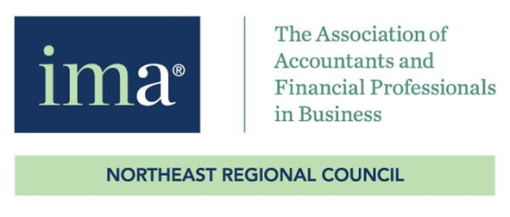 ima®
The Association of
Accountants and
Financial Professionals
in Business
NORTHEAST REGIONAL COUNCIL